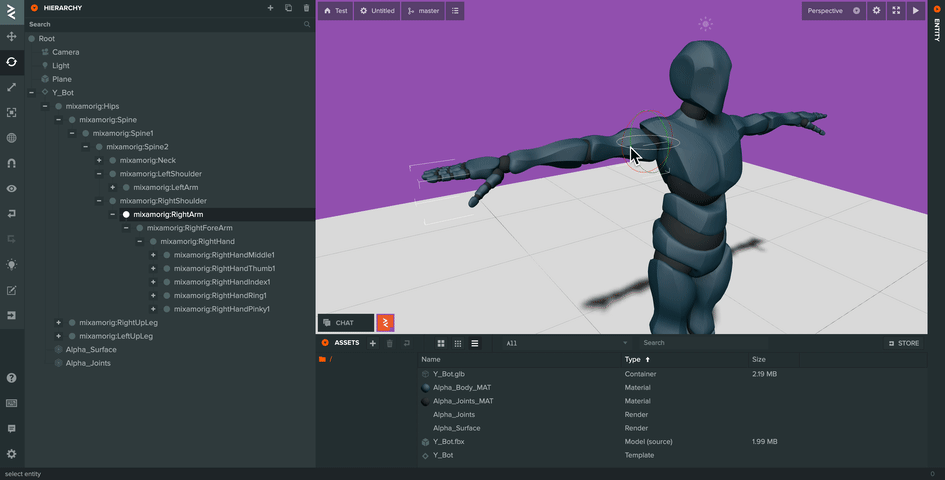 HIERARCHY
Search
Root
Camera
Light
Plane
Y_Bot
mixamorig:Hips
mixamorig:Spine
mixamorig:Spine1
mixamorig:Spine2
mixamorig:Neck
mixamorig:LeftShoulder
mixamorig:LeftArm
mixamorig:RightShoulder
mixamorig:RightArm
mixamorig:RightForeArm
mixamorig:RightHand
mixamorig:RightHandMiddle1
mixamorig:RightHandThumb1
mixamorig:RightHandIndex1
mixamorig:RightHandRing1
mixamorig:RightHandPinky1
mixamorig:RightUpLeg
mixamorig:LeftUpLeg
Alpha_Surface
Alpha_Joints
select entity
Test Untitled master
Perspective
ENTITY
CHAT
ASSETS All Search STORE
/
Name Type Size
Y_Bot.glb Container 2.19 MB
Alpha_Body_MAT Material
Alpha_Joints_MAT Material
Alpha_Joints Render
Alpha_Surface Render
Y_Bot.fbx Model (source) 1.99 MB
Y_Bot Template
0